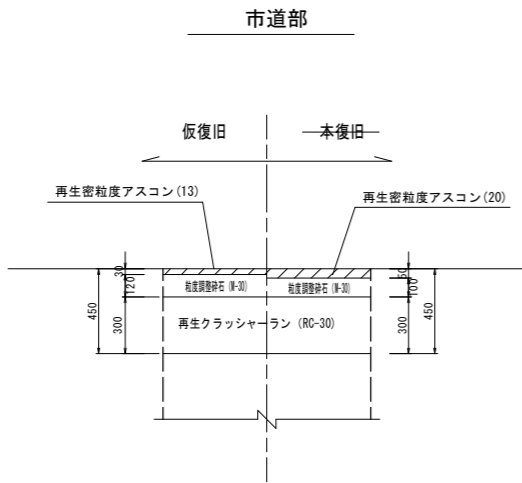 市道部
仮復旧 本復旧
再生密粒度アスコン(13) 再生密粒度アスコン(20)
30 50
120 粒度調整砕石(M-30) 粒度調整砕石(M-30) 100
450 300 再生クラッシャーラン (RC-30) 300 450